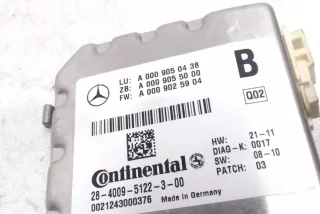 LU: A 000 905 04 38
ZB: A 000 905 50 00
FW: A 000 902 59 04
B
Q02
Continental
HW: 21-11
DIAG-K: 0017
SW: 08-10
PATCH: 03
28-4009-5122-3-00
0021243000376 Made in Germany